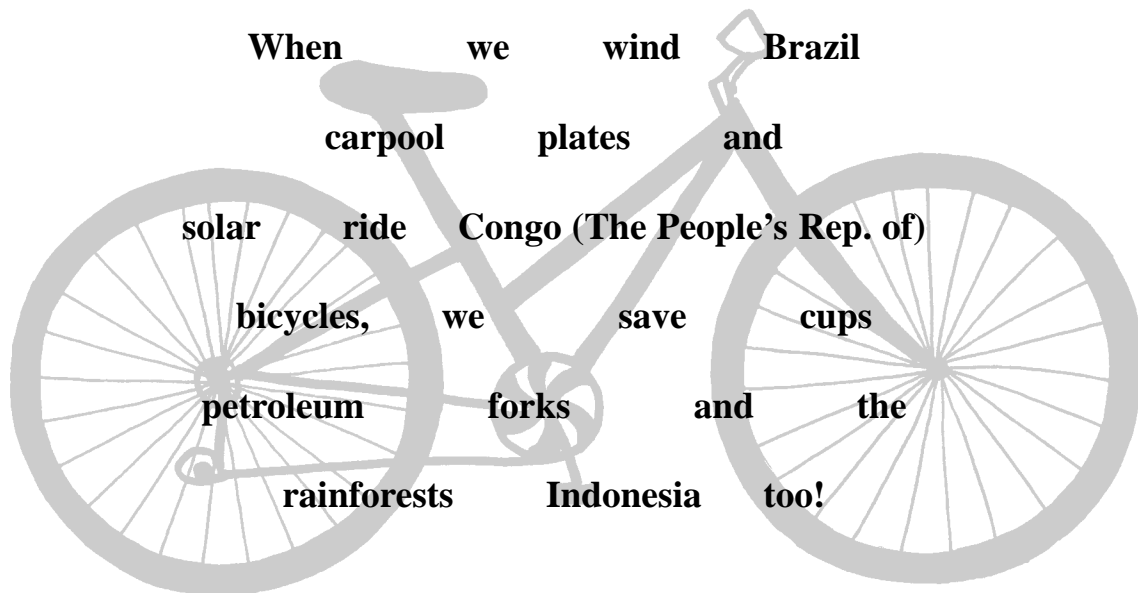 When we wind Brazil
carpool plates and
solar ride Congo (The People’s Rep. of)
bicycles, we save cups
petroleum forks and the
rainforests Indonesia too!